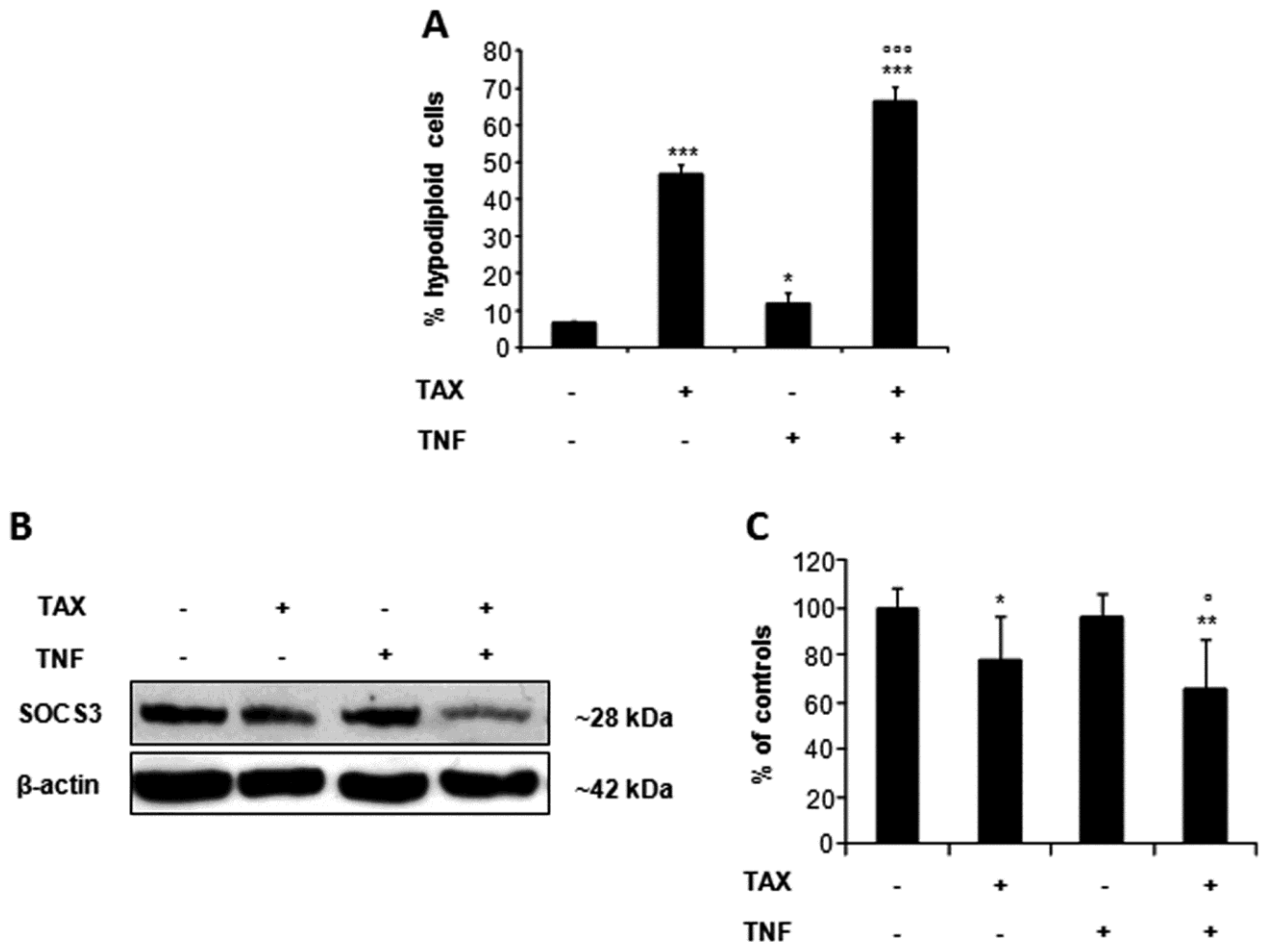 A
80
70
60
50
40
30
20
10
0
% hypodiploid cells
***
*
°°°
***
TAX - + - +
TNF - - + +
B
TAX - + - +
TNF - - + +
SOCS3 ~28 kDa
β-actin ~42 kDa
C
120
100
80
60
40
20
0
% of controls
*
°
**
TAX - + - +
TNF - - + +